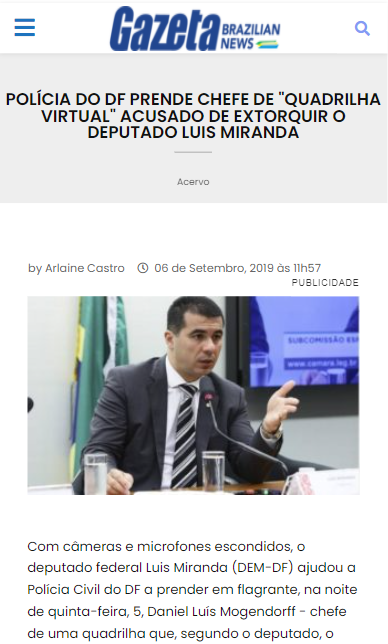 Gazeta
BRAZILIAN
NEWS
POLÍCIA DO DF PRENDE CHEFE DE "QUADRILHA
VIRTUAL" ACUSADO DE EXTORQUIR O
DEPUTADO LUIS MIRANDA
Acervo
by Arlaine Castro 06 de Setembro, 2019 às 11h57
PUBLICIDADE
SUBCOMISSÃO ESP
www.camara.leg.br
Com câmeras e microfones escondidos, o
deputado federal Luis Miranda (DEM-DF) ajudou a
Polícia Civil do DF a prender em flagrante, na noite
de quinta-feira, 5, Daniel Luís Mogendorff - chefe
de uma quadrilha que, segundo o deputado, o